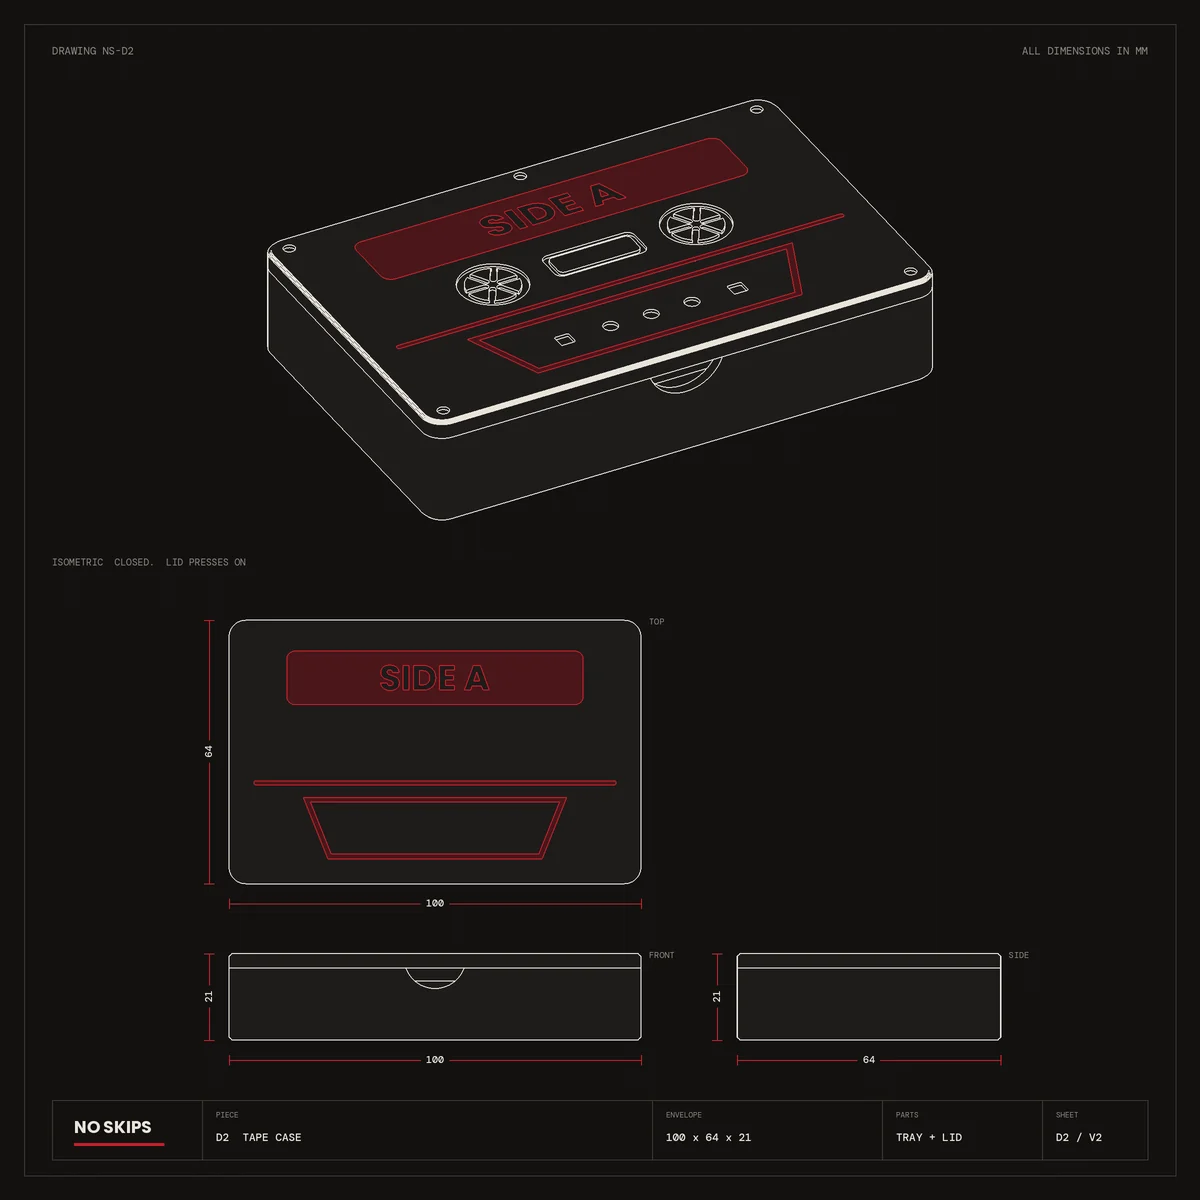 DRAWING NS-D2
ALL DIMENSIONS IN MM
SIDE A
ISOMETRIC  CLOSED.  LID PRESSES ON
TOP
SIDE A
64
100
FRONT
SIDE
21
21
100
64
NO SKIPS
PIECE
D2  TAPE CASE
ENVELOPE
100 x 64 x 21
PARTS
TRAY + LID
SHEET
D2 / V2